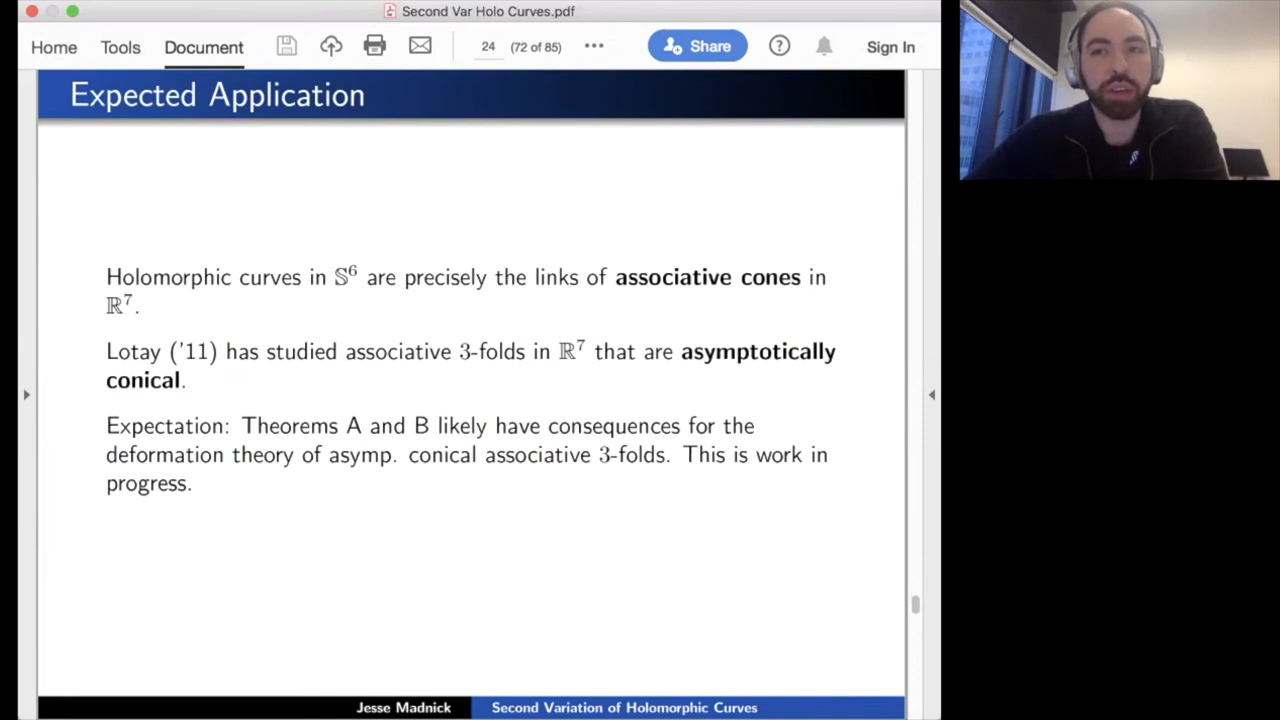 Second Var Holo Curves.pdf
Home Tools Document 24 (72 of 85) Share Sign In
Expected Application
Holomorphic curves in 𝕊⁶ are precisely the links of associative cones in
ℝ⁷.
Lotay ('11) has studied associative 3-folds in ℝ⁷ that are asymptotically
conical.
Expectation: Theorems A and B likely have consequences for the
deformation theory of asymp. conical associative 3-folds. This is work in
progress.
Jesse Madnick Second Variation of Holomorphic Curves